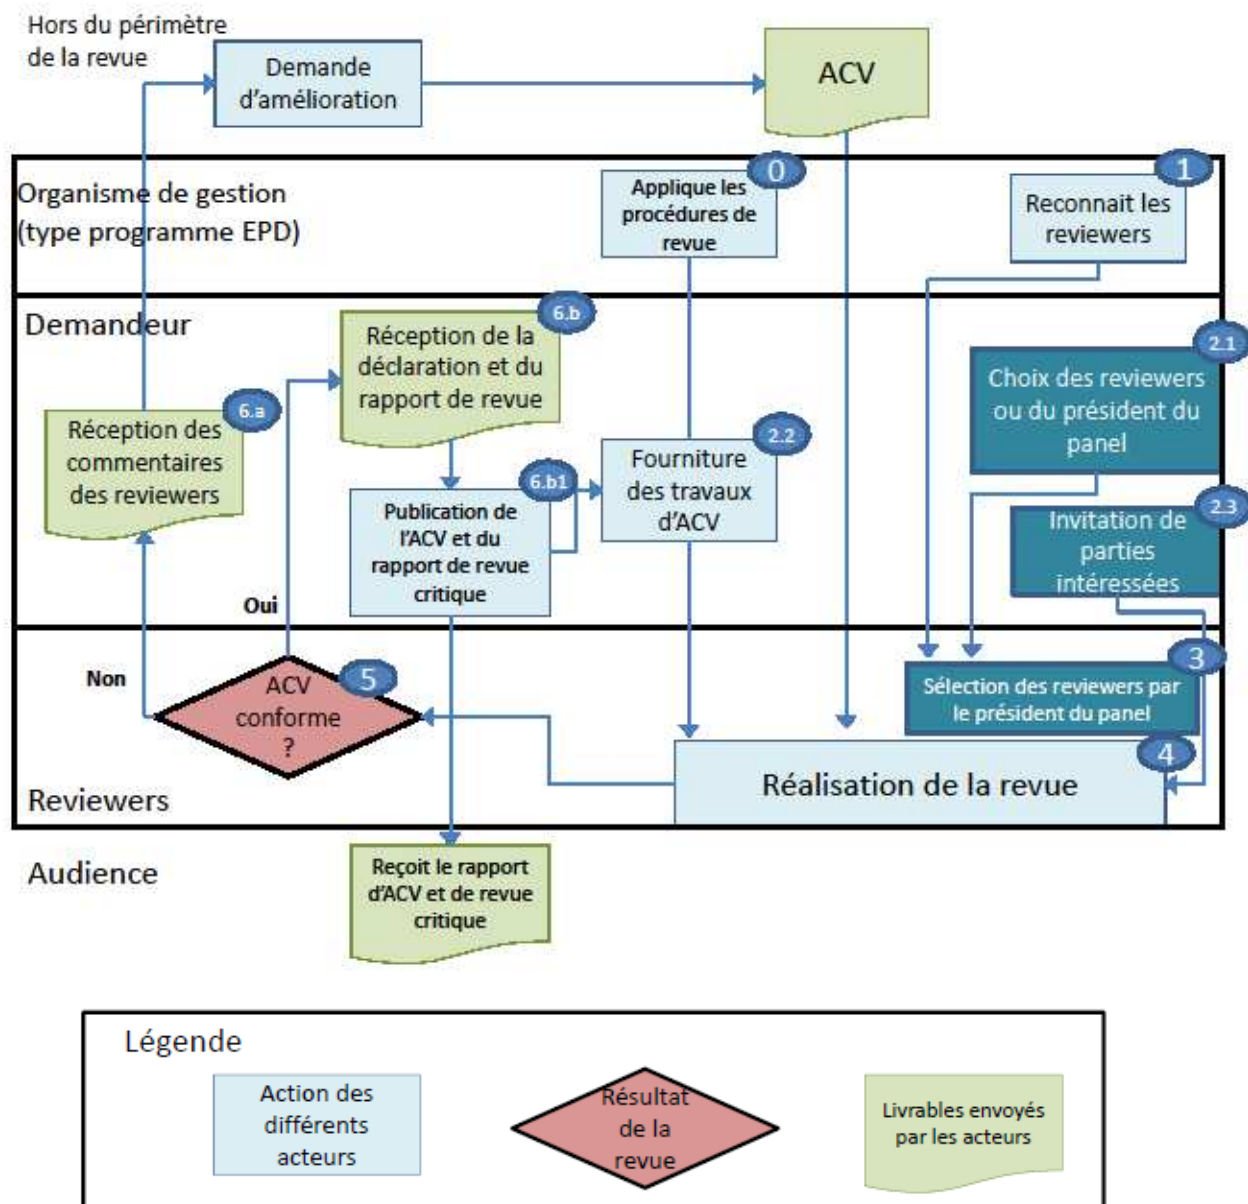 Hors du périmètre
de la revue
Demande
d'amélioration
ACV
Organisme de gestion
(type programme EPD)
0
Applique les
procédures de
revue
1
Reconnait les
reviewers
Demandeur
6.b
Réception de la
déclaration et du
rapport de revue
2.1
Choix des reviewers
ou du président du
panel
6.a
Réception des
commentaires
des reviewers
2.2
Fourniture
des travaux
d'ACV
6.b1
Publication de
l'ACV et du
rapport de revue
critique
2.3
Invitation de
parties
intéressées
Oui
Non
5
ACV
conforme
?
3
Sélection des reviewers par
le président du panel
4
Réalisation de la revue
Reviewers
Audience
Reçoit le rapport
d'ACV et de revue
critique
Légende
Action des
différents
acteurs
Résultat
de la
revue
Livrables envoyés
par les acteurs